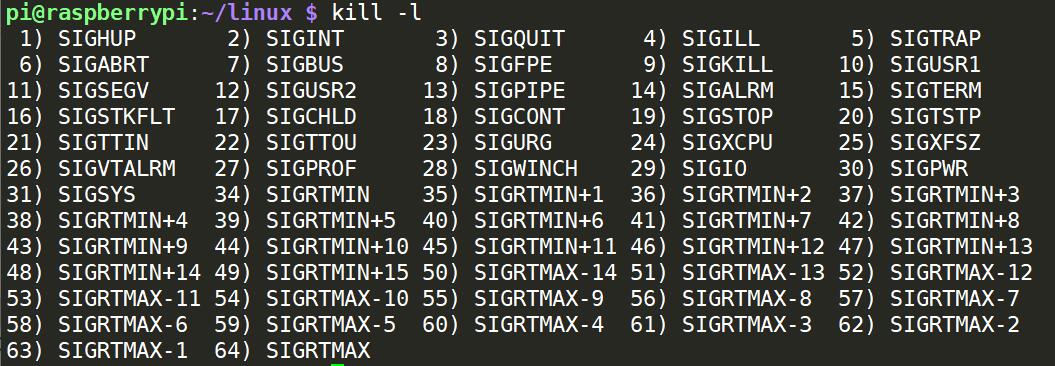 pi@raspberrypi:~/linux $ kill -l
 1) SIGHUP       2) SIGINT       3) SIGQUIT      4) SIGILL       5) SIGTRAP
 6) SIGABRT      7) SIGBUS       8) SIGFPE       9) SIGKILL     10) SIGUSR1
11) SIGSEGV     12) SIGUSR2     13) SIGPIPE     14) SIGALRM     15) SIGTERM
16) SIGSTKFLT   17) SIGCHLD     18) SIGCONT     19) SIGSTOP     20) SIGTSTP
21) SIGTTIN     22) SIGTTOU     23) SIGURG      24) SIGXCPU     25) SIGXFSZ
26) SIGVTALRM   27) SIGPROF     28) SIGWINCH    29) SIGIO       30) SIGPWR
31) SIGSYS      34) SIGRTMIN    35) SIGRTMIN+1  36) SIGRTMIN+2  37) SIGRTMIN+3
38) SIGRTMIN+4  39) SIGRTMIN+5  40) SIGRTMIN+6  41) SIGRTMIN+7  42) SIGRTMIN+8
43) SIGRTMIN+9  44) SIGRTMIN+10 45) SIGRTMIN+11 46) SIGRTMIN+12 47) SIGRTMIN+13
48) SIGRTMIN+14 49) SIGRTMIN+15 50) SIGRTMAX-14 51) SIGRTMAX-13 52) SIGRTMAX-12
53) SIGRTMAX-11 54) SIGRTMAX-10 55) SIGRTMAX-9  56) SIGRTMAX-8  57) SIGRTMAX-7
58) SIGRTMAX-6  59) SIGRTMAX-5  60) SIGRTMAX-4  61) SIGRTMAX-3  62) SIGRTMAX-2
63) SIGRTMAX-1  64) SIGRTMAX